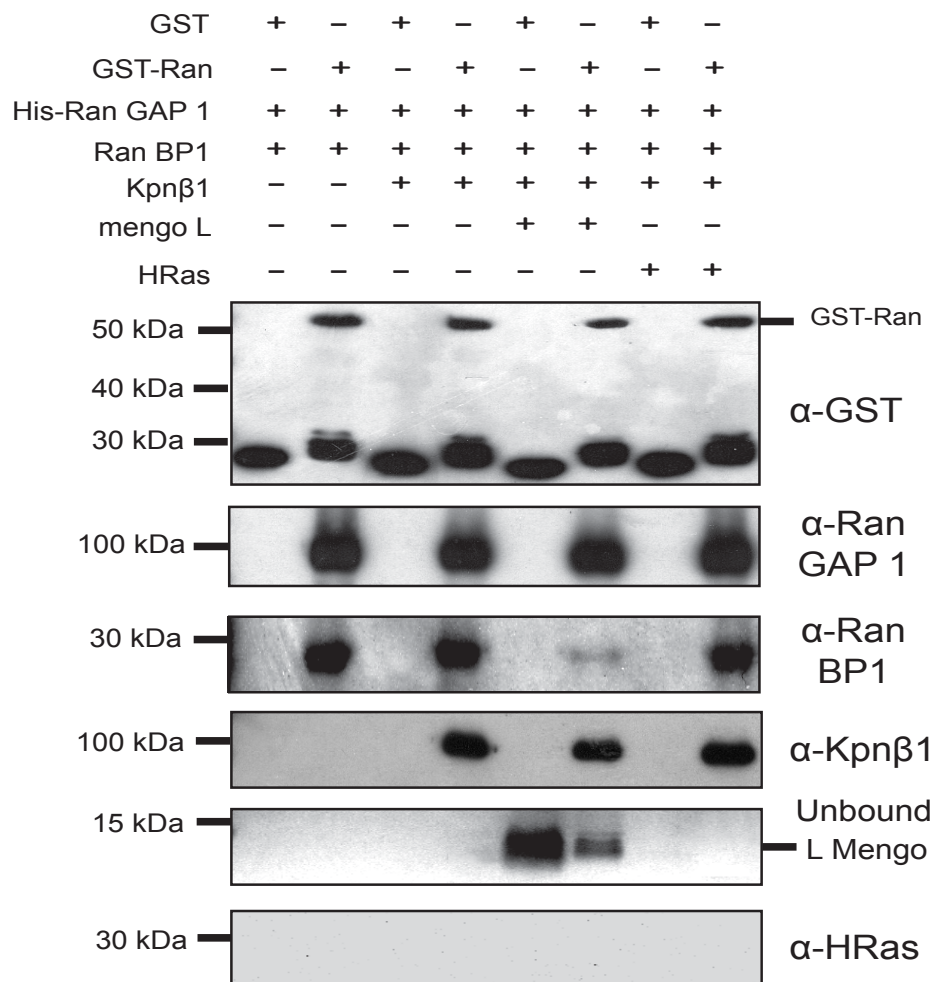 GST + – + – + – + –
GST-Ran – + – + – + – +
His-Ran GAP 1 + + + + + + + +
Ran BP1 + + + + + + + +
Kpnβ1 – – + + + + + +
mengo L – – – – + + – –
HRas – – – – – – + +
50 kDa
GST-Ran
40 kDa
α-GST
30 kDa
α-Ran
100 kDa
GAP 1
30 kDa
α-Ran
BP1
100 kDa
α-Kpnβ1
15 kDa
Unbound
L Mengo
30 kDa
α-HRas